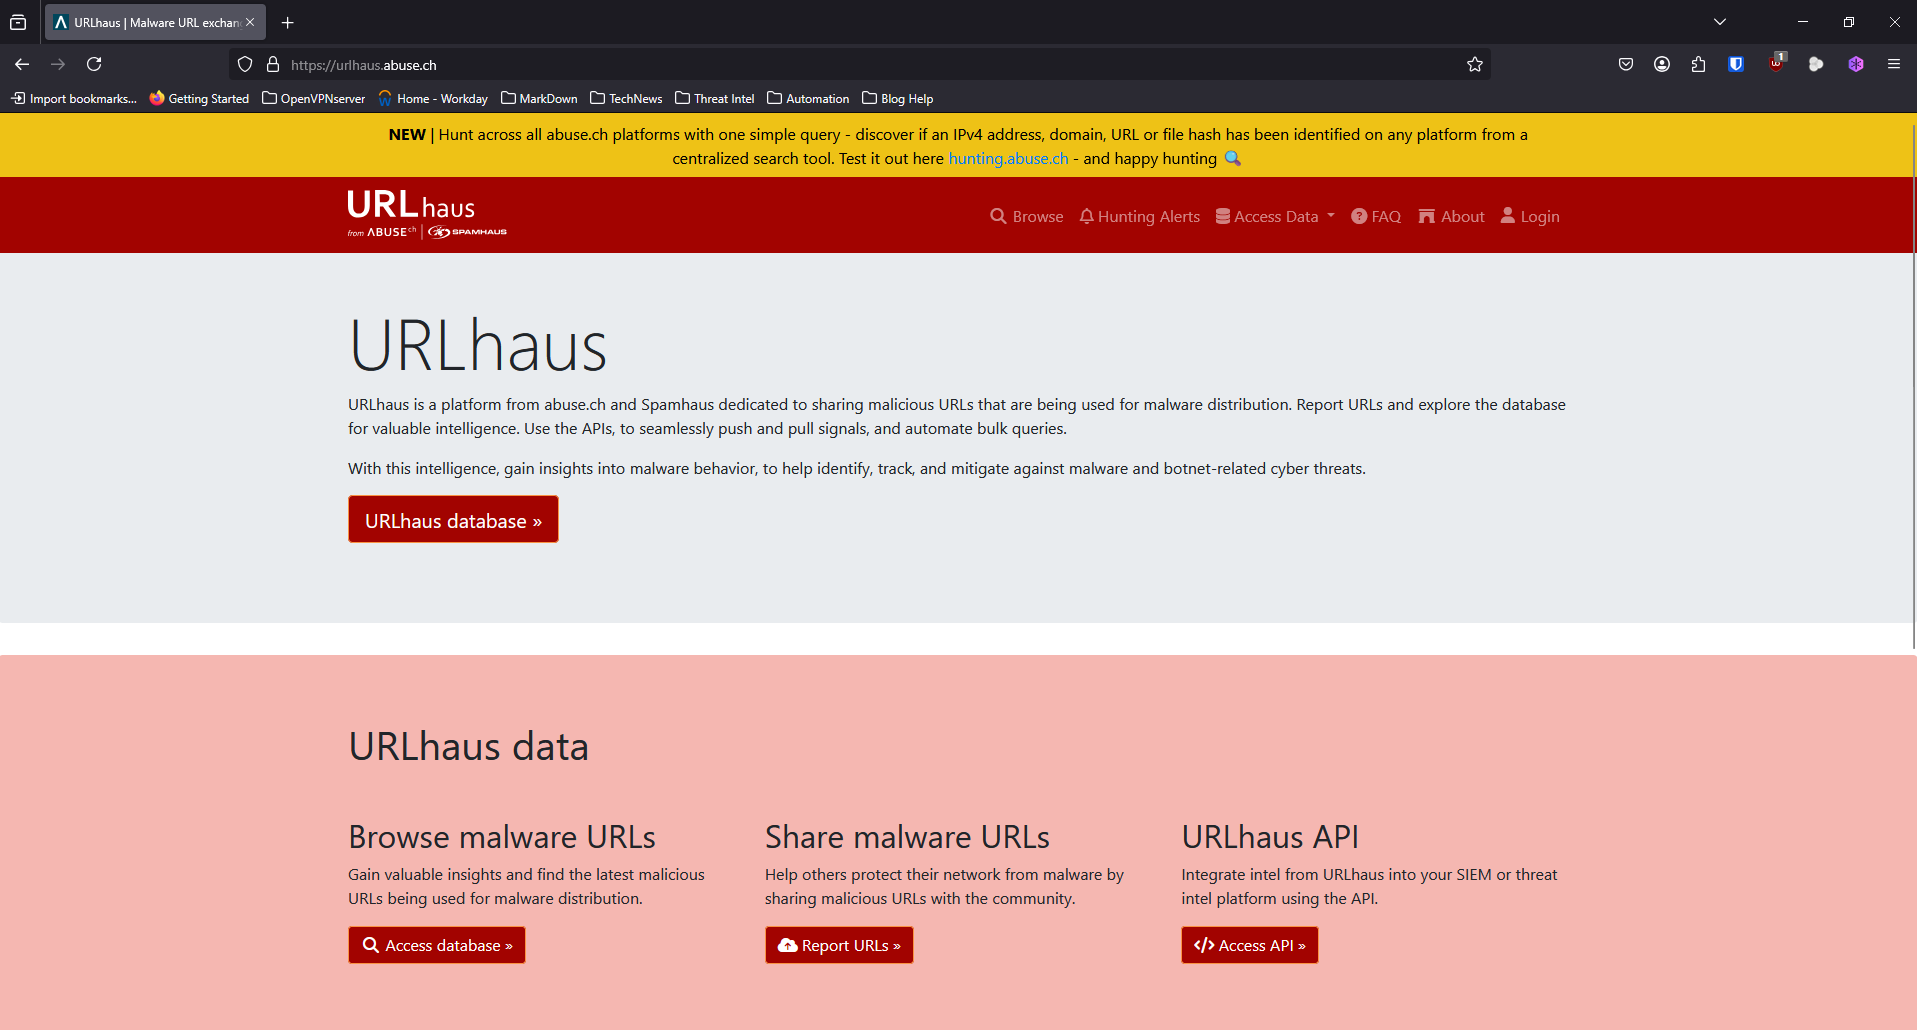 URLhaus | Malware URL exchan
https://urlhaus.abuse.ch
1
Import bookmarks... Getting Started OpenVPNserver Home - Workday MarkDown TechNews Threat Intel Automation Blog Help
NEW | Hunt across all abuse.ch platforms with one simple query - discover if an IPv4 address, domain, URL or file hash has been identified on any platform from a
centralized search tool. Test it out here hunting.abuse.ch - and happy hunting 🔍
URLhaus
from ABUSE ch | SPAMHAUS
Browse Hunting Alerts Access Data FAQ About Login
URLhaus
URLhaus is a platform from abuse.ch and Spamhaus dedicated to sharing malicious URLs that are being used for malware distribution. Report URLs and explore the database
for valuable intelligence. Use the APIs, to seamlessly push and pull signals, and automate bulk queries.
With this intelligence, gain insights into malware behavior, to help identify, track, and mitigate against malware and botnet-related cyber threats.
URLhaus database »
URLhaus data
Browse malware URLs
Gain valuable insights and find the latest malicious
URLs being used for malware distribution.
Access database »
Share malware URLs
Help others protect their network from malware by
sharing malicious URLs with the community.
Report URLs »
URLhaus API
Integrate intel from URLhaus into your SIEM or threat
intel platform using the API.
Access API »